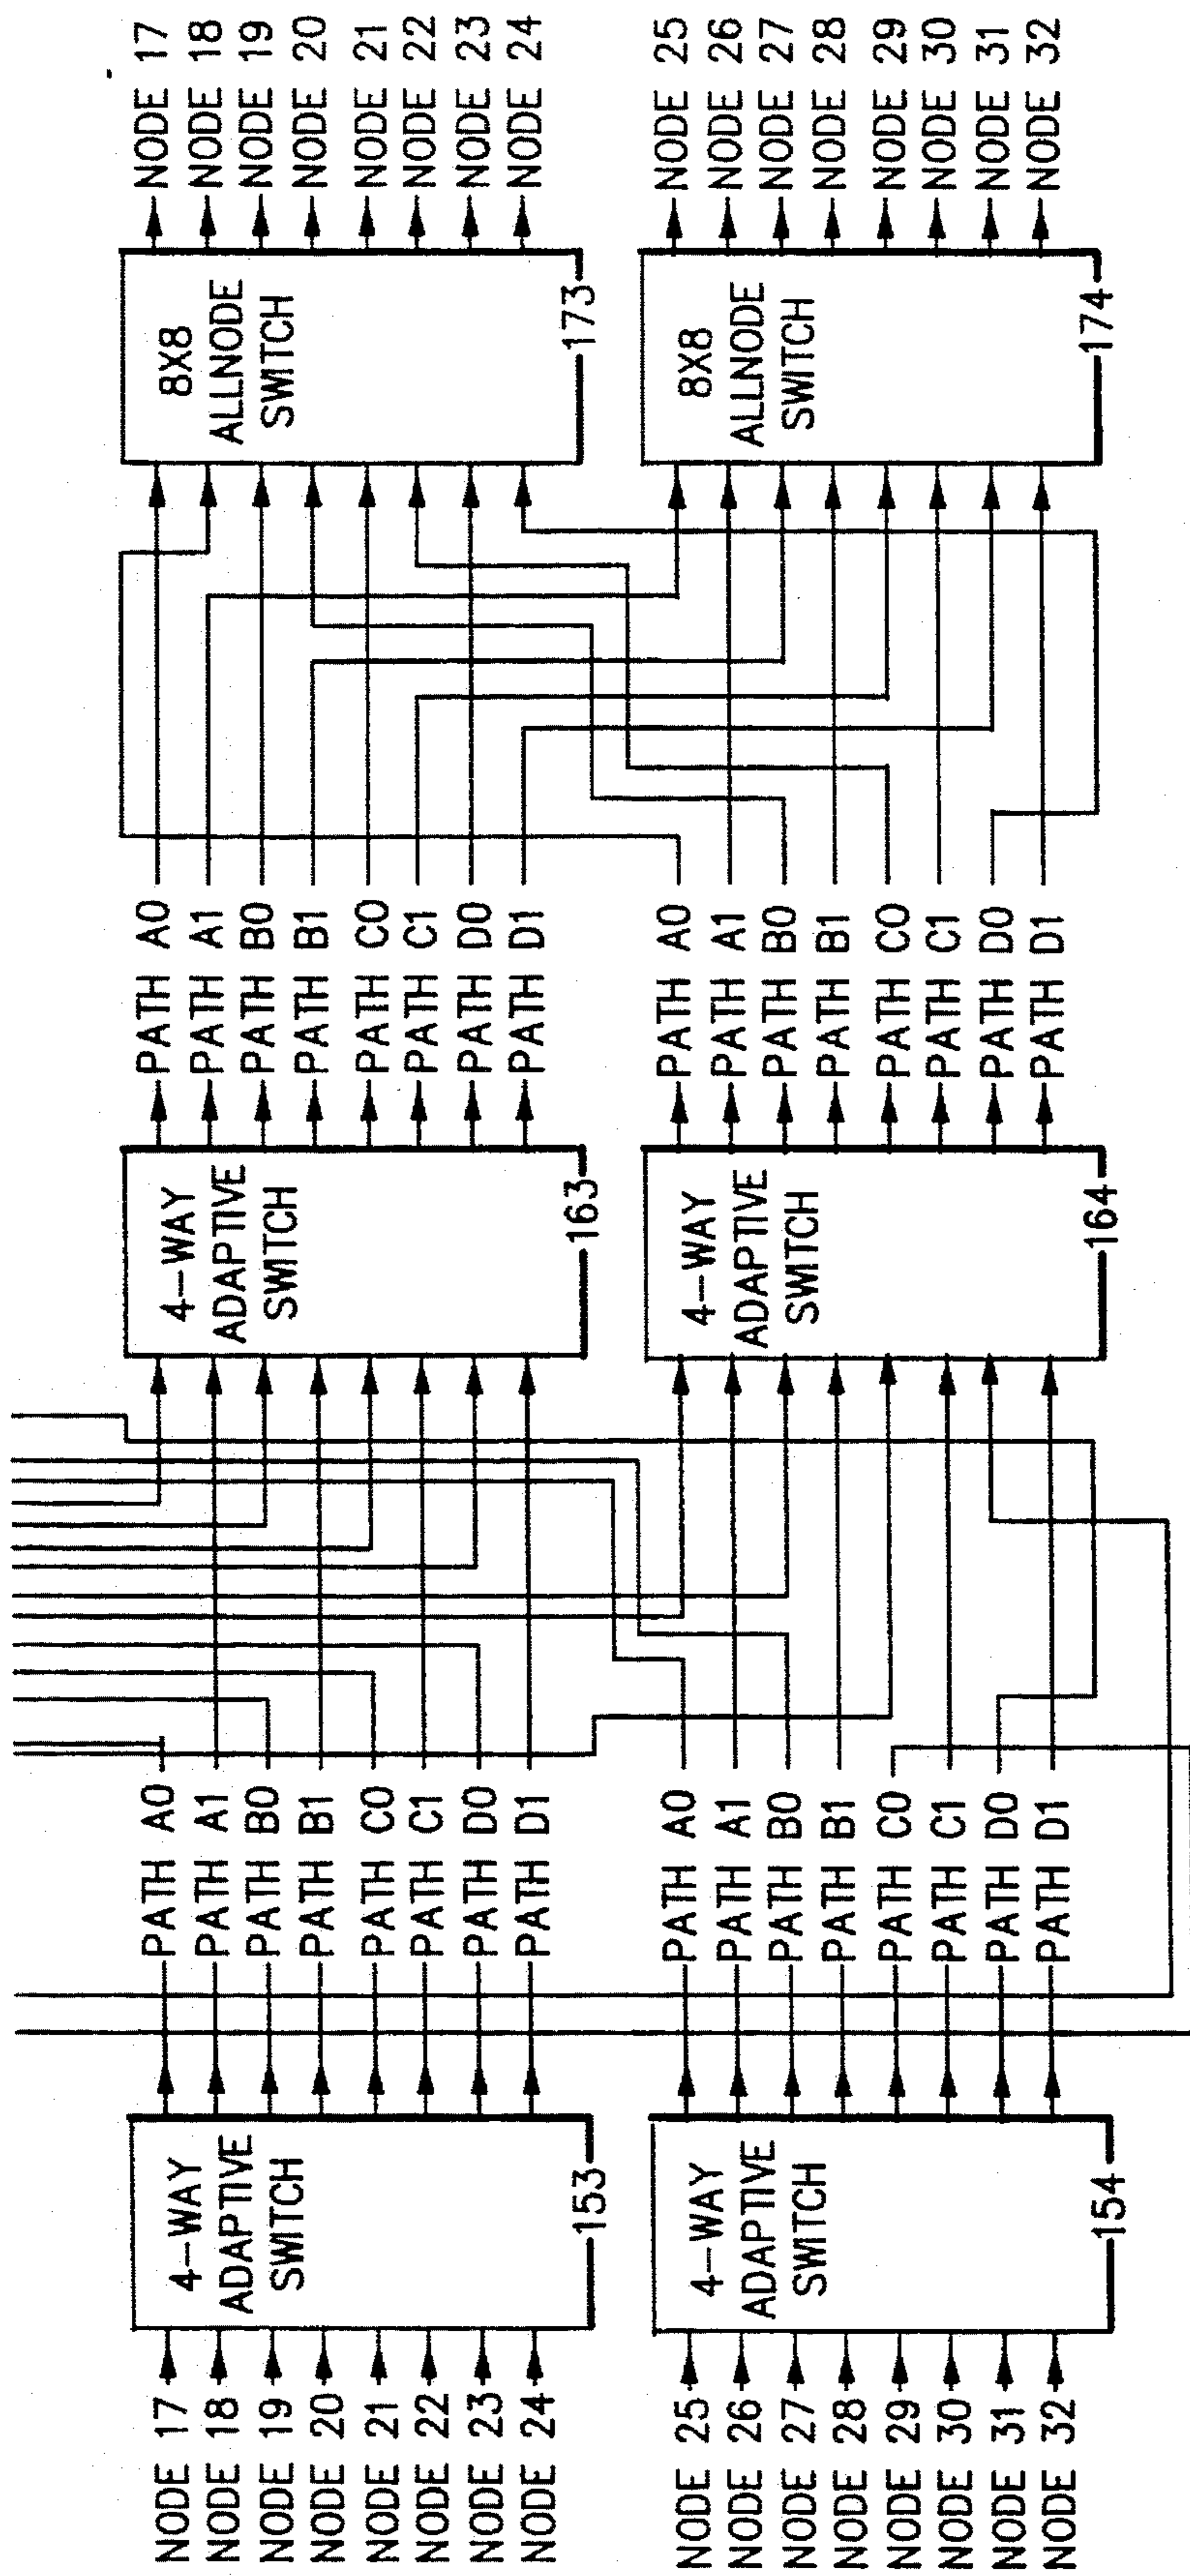 NODE 17
NODE 18
NODE 19
NODE 20
NODE 21
NODE 22
NODE 23
NODE 24
4-WAY
ADAPTIVE
SWITCH
153
PATH A0
PATH A1
PATH B0
PATH B1
PATH C0
PATH C1
PATH D0
PATH D1
4-WAY
ADAPTIVE
SWITCH
163
PATH A0
PATH A1
PATH B0
PATH B1
PATH C0
PATH C1
PATH D0
PATH D1
8X8
ALLNODE
SWITCH
173
NODE 17
NODE 18
NODE 19
NODE 20
NODE 21
NODE 22
NODE 23
NODE 24
NODE 25
NODE 26
NODE 27
NODE 28
NODE 29
NODE 30
NODE 31
NODE 32
4-WAY
ADAPTIVE
SWITCH
154
PATH A0
PATH A1
PATH B0
PATH B1
PATH C0
PATH C1
PATH D0
PATH D1
4-WAY
ADAPTIVE
SWITCH
164
PATH A0
PATH A1
PATH B0
PATH B1
PATH C0
PATH C1
PATH D0
PATH D1
8X8
ALLNODE
SWITCH
174
NODE 25
NODE 26
NODE 27
NODE 28
NODE 29
NODE 30
NODE 31
NODE 32